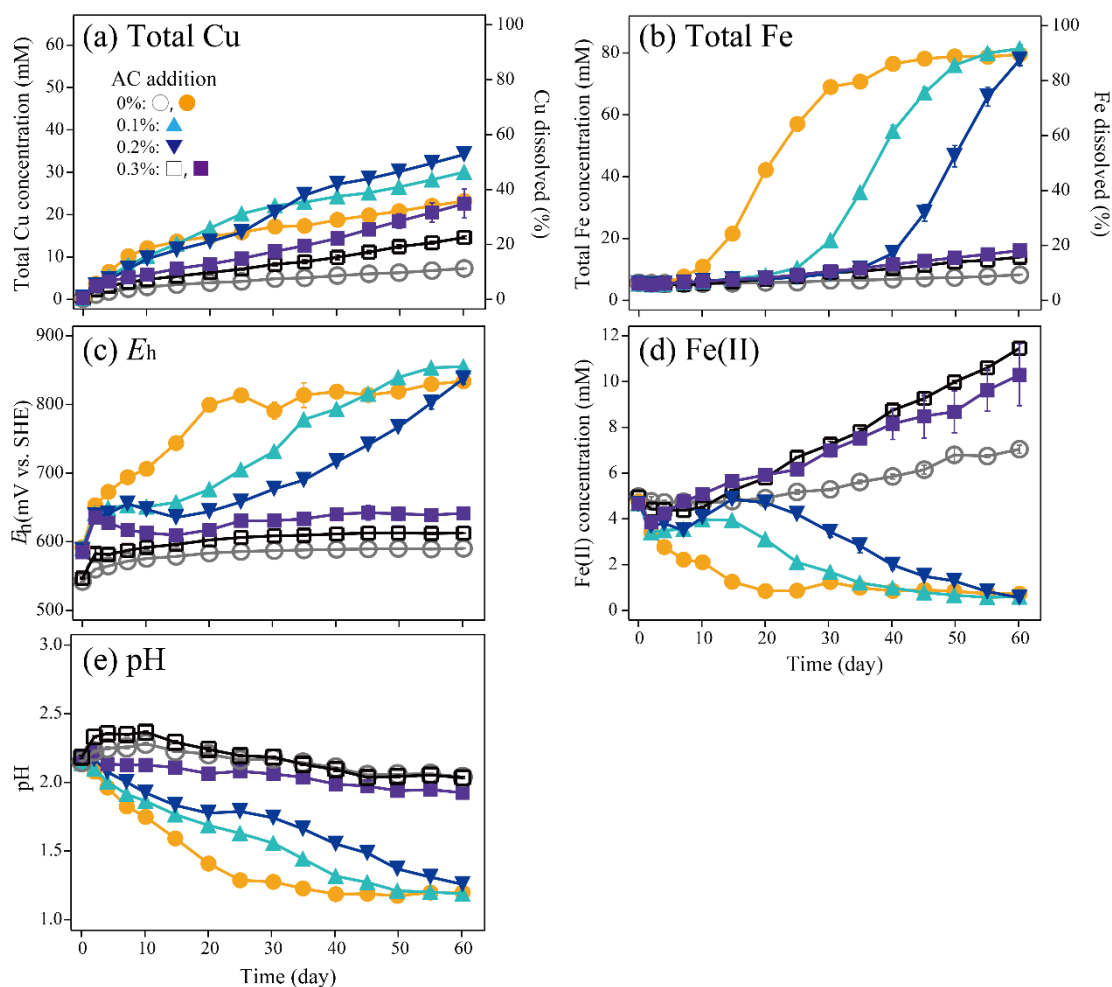 (a) Total Cu
Total Cu concentration (mM)
60
50
40
30
20
10
0
AC addition
0%: ,
0.1%:
0.2%:
0.3%: ,
100
80
60
40
20
0
Cu dissolved (%)
(b) Total Fe
Total Fe concentration (mM)
80
60
40
20
0
100
80
60
40
20
0
Fe dissolved (%)
(c) Eh
Eh(mV vs. SHE)
900
800
700
600
500
(d) Fe(II)
Fe(II) concentration (mM)
12
10
8
6
4
2
0
0 10 20 30 40 50 60
Time (day)
(e) pH
pH
3.0
2.5
2.0
1.5
1.0
0 10 20 30 40 50 60
Time (day)